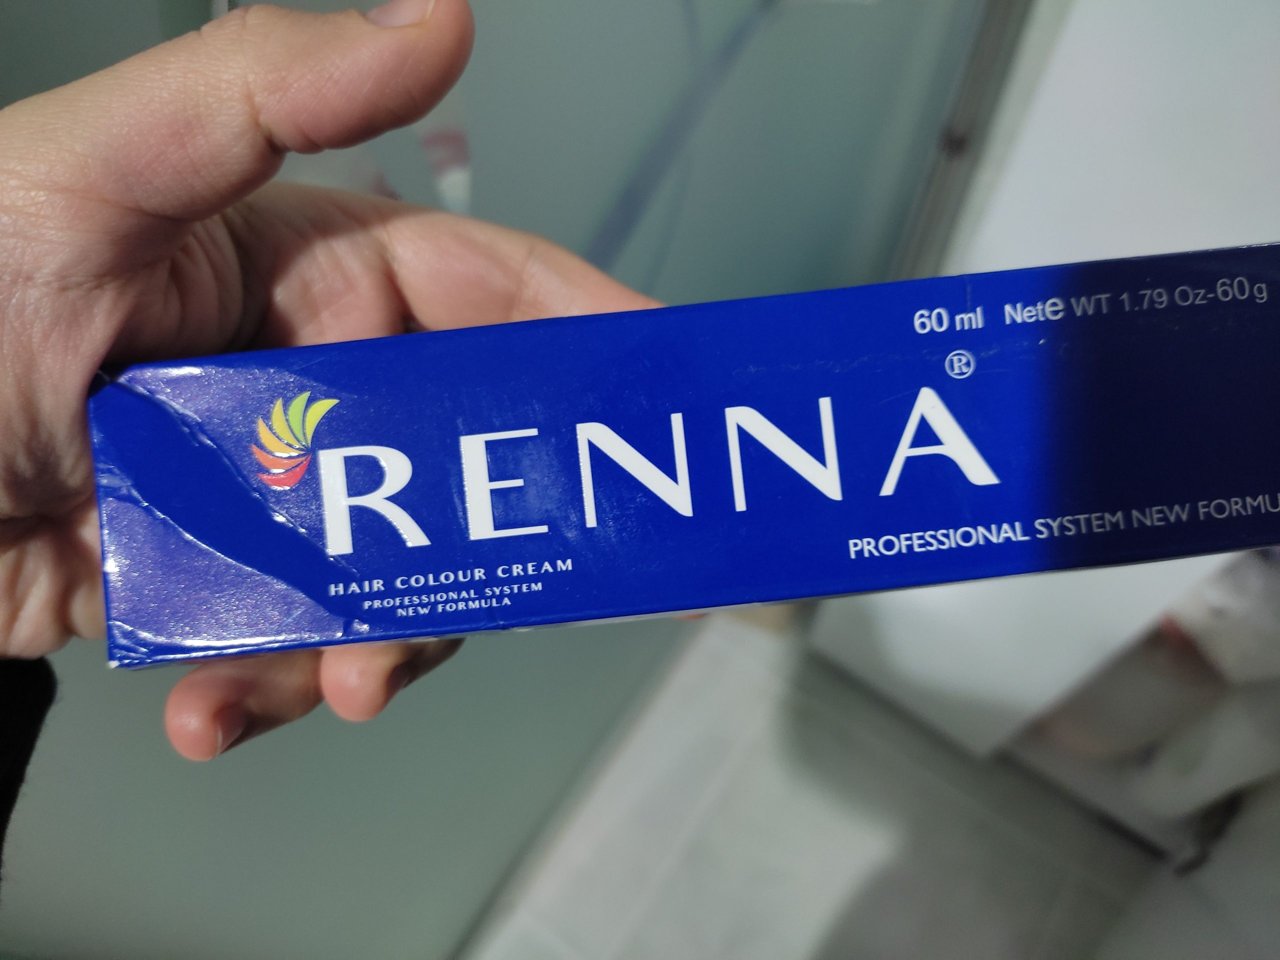 60 ml Nete WT 1.79 Oz-60g
RENNA®
PROFESSIONAL SYSTEM NEW FORMU
HAIR COLOUR CREAM
PROFESSIONAL SYSTEM
NEW FORMULA